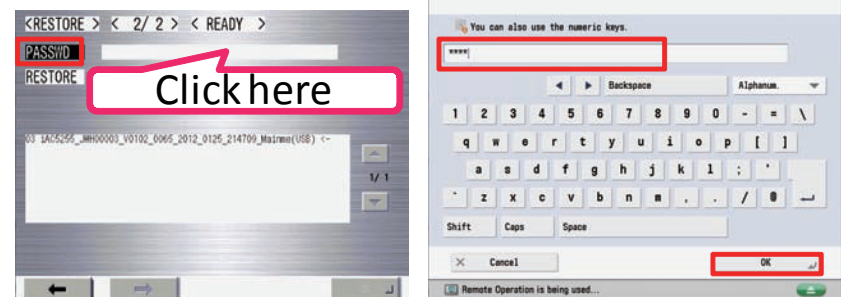 <RESTORE > < 2/ 2 > < READY >
PASSWD
RESTORE
Click here
03 iAC5255_JMH00003_V0102_0065_2012_0125_214709_Mainme(USB) <-
1/ 1
You can also use the numeric keys.
****
Backspace
Alphanum.
1 2 3 4 5 6 7 8 9 0 - = \
q w e r t y u i o p [ ]
a s d f g h j k l ; '
` z x c v b n m , . / @
Shift Caps Space
Cancel OK
Remote Operation is being used...